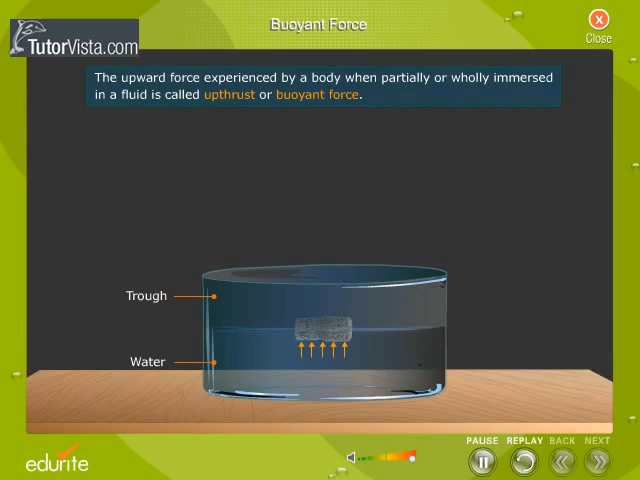 Buoyant Force
TutorVista.com
X
Close
The upward force experienced by a body when partially or wholly immersed
in a fluid is called upthrust or buoyant force.
Trough
Water
PAUSE REPLAY BACK NEXT
edurite